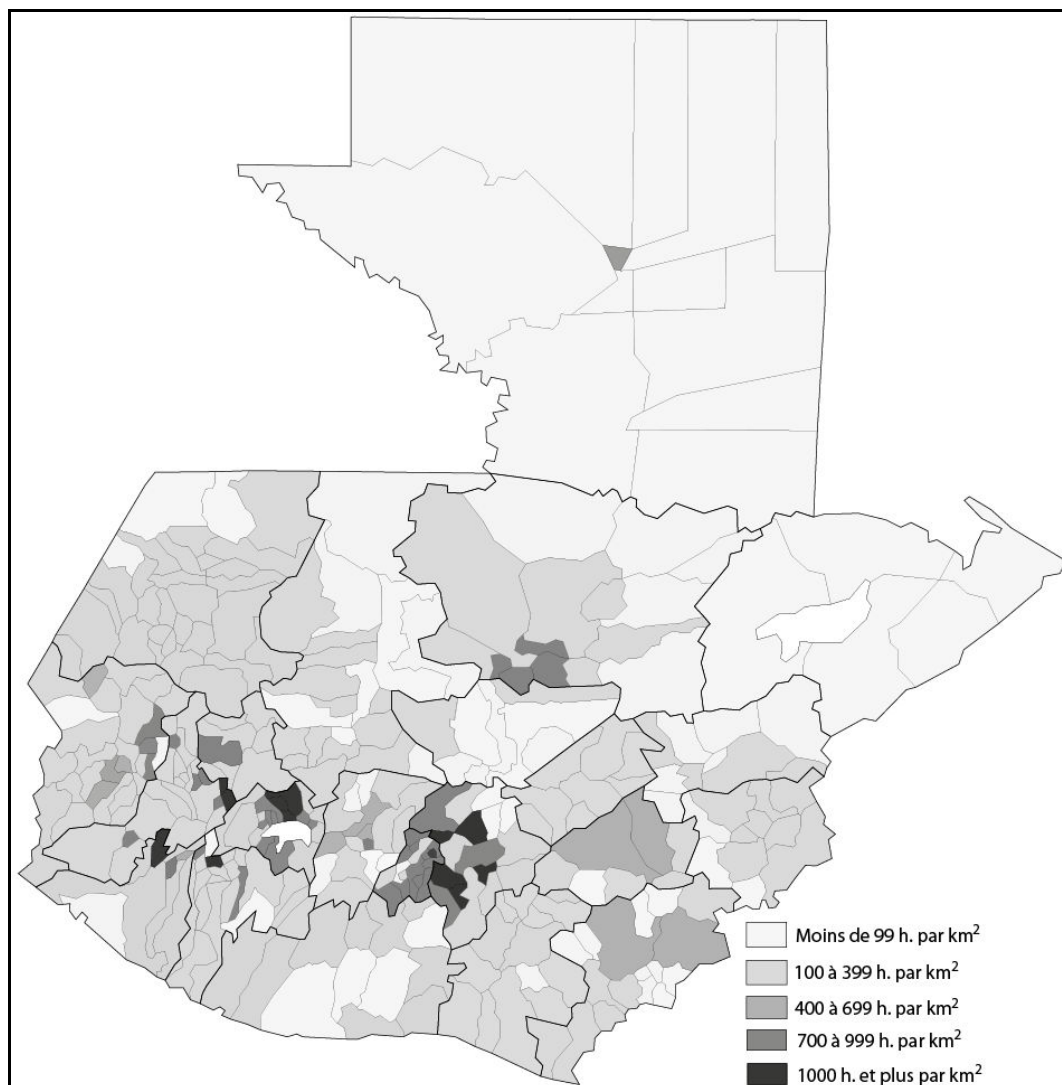 Moins de 99 h. par km²
100 à 399 h. par km²
400 à 699 h. par km²
700 à 999 h. par km²
1000 h. et plus par km²